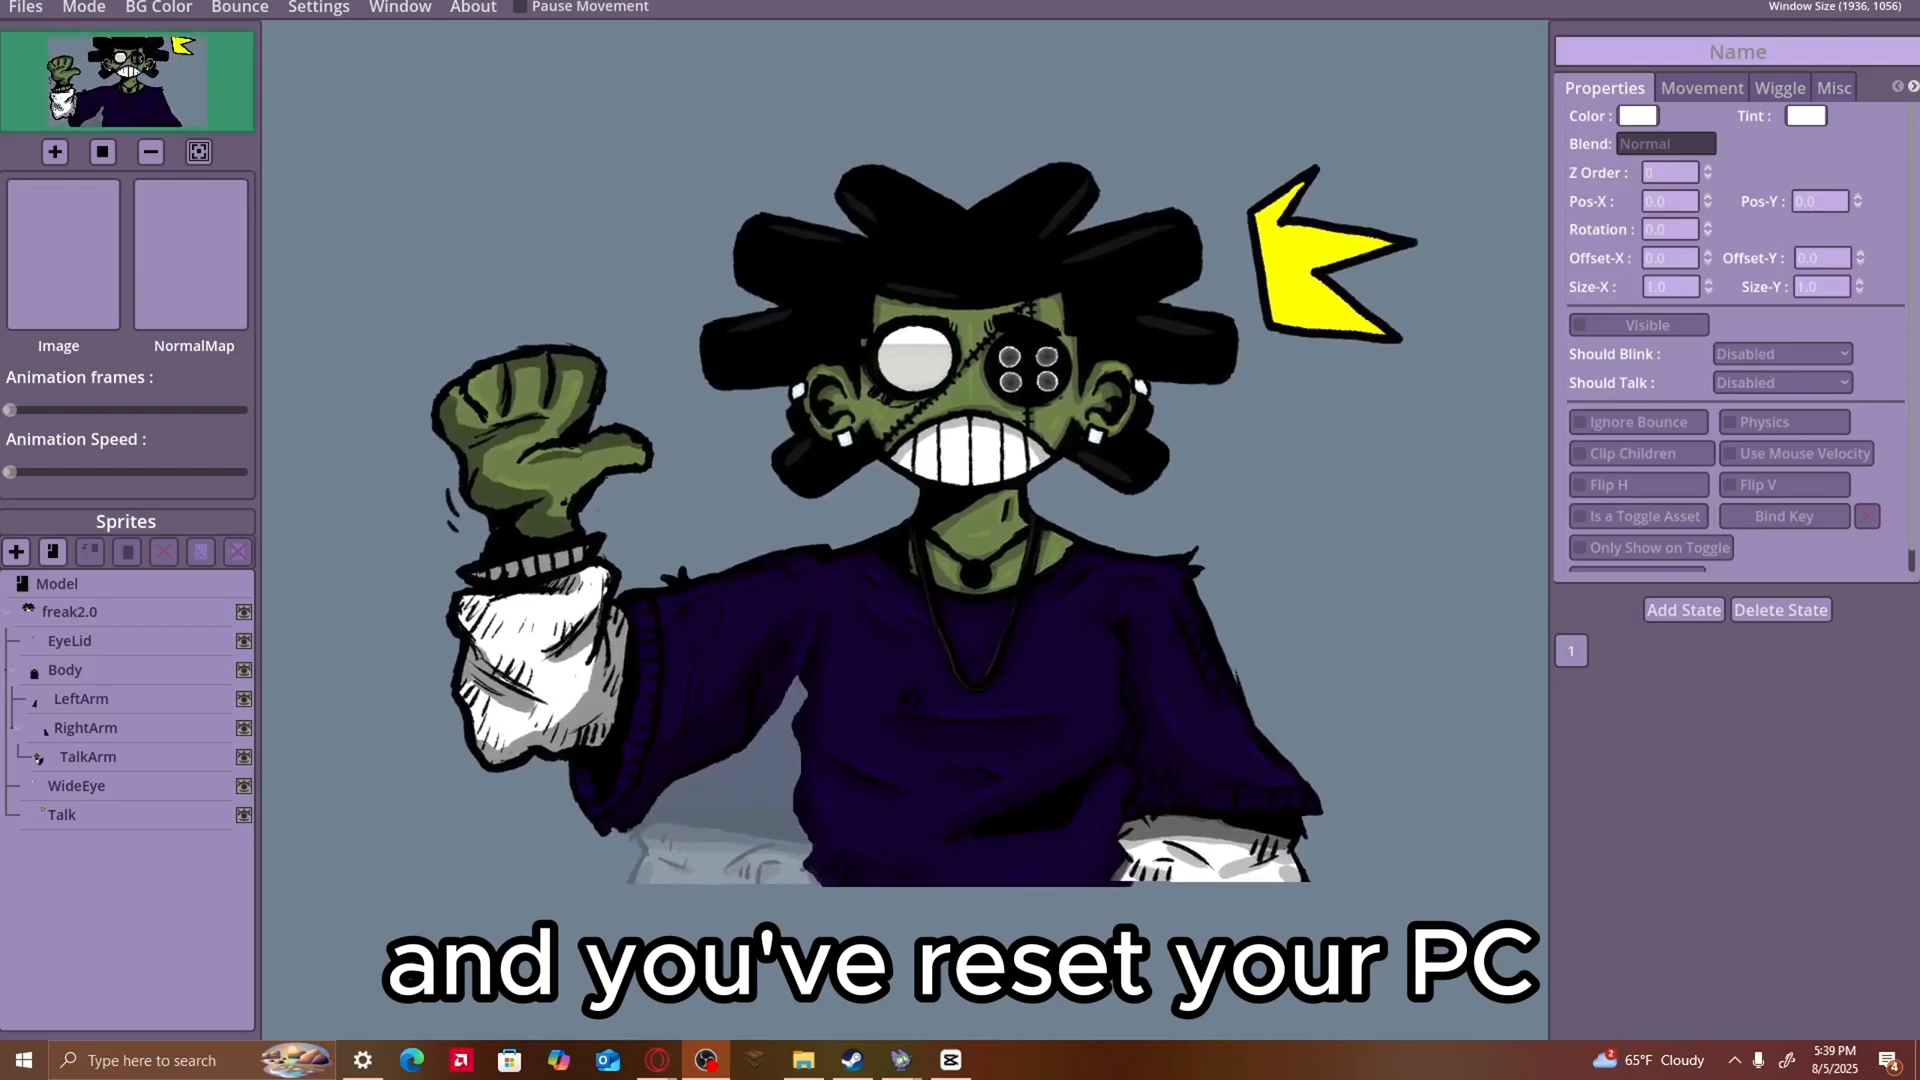 Files Mode BG Color Bounce Settings Window About Pause Movement
Window Size (1936, 1056)
Image NormalMap
Animation frames :
Animation Speed :
Sprites
Model
freak2.0
EyeLid
Body
LeftArm
RightArm
TalkArm
WideEye
Talk
Name
Properties Movement Wiggle Misc
Color : Tint :
Blend: Normal
Z Order : 0
Pos-X : 0.0 Pos-Y : 0.0
Rotation : 0.0
Offset-X : 0.0 Offset-Y : 0.0
Size-X : 1.0 Size-Y : 1.0
Visible
Should Blink : Disabled
Should Talk : Disabled
Ignore Bounce Physics
Clip Children Use Mouse Velocity
Flip H Flip V
Is a Toggle Asset Bind Key
Only Show on Toggle
Add State Delete State
1
and you've reset your PC
Type here to search
2
65°F Cloudy
5:39 PM
8/5/2025
4